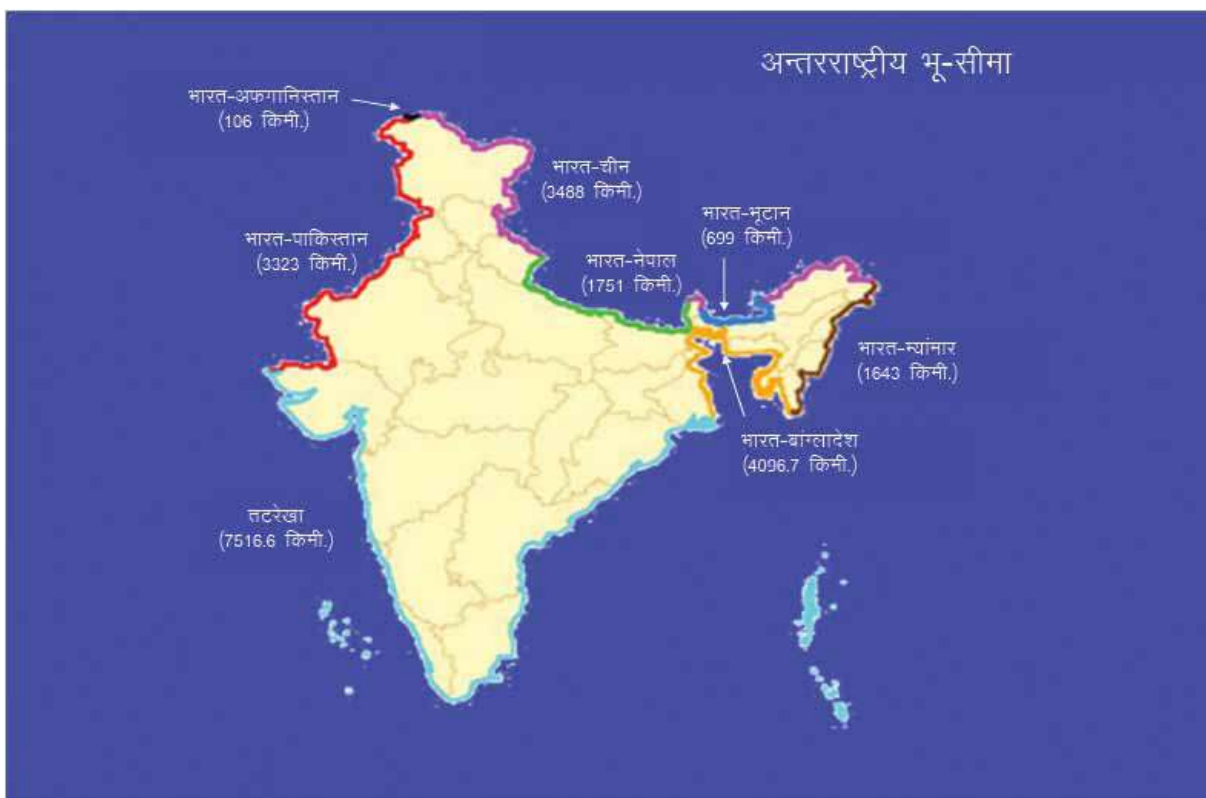 अन्तरराष्ट्रीय भू-सीमा
भारत-अफगानिस्तान
(106 किमी.)
भारत-चीन
(3488 किमी.)
भारत-भूटान
(699 किमी.)
भारत-पाकिस्तान
(3323 किमी.)
भारत-नेपाल
(1751 किमी.)
भारत-म्यांमार
(1643 किमी.)
भारत-बांग्लादेश
(4096.7 किमी.)
तटरेखा
(7516.6 किमी.)